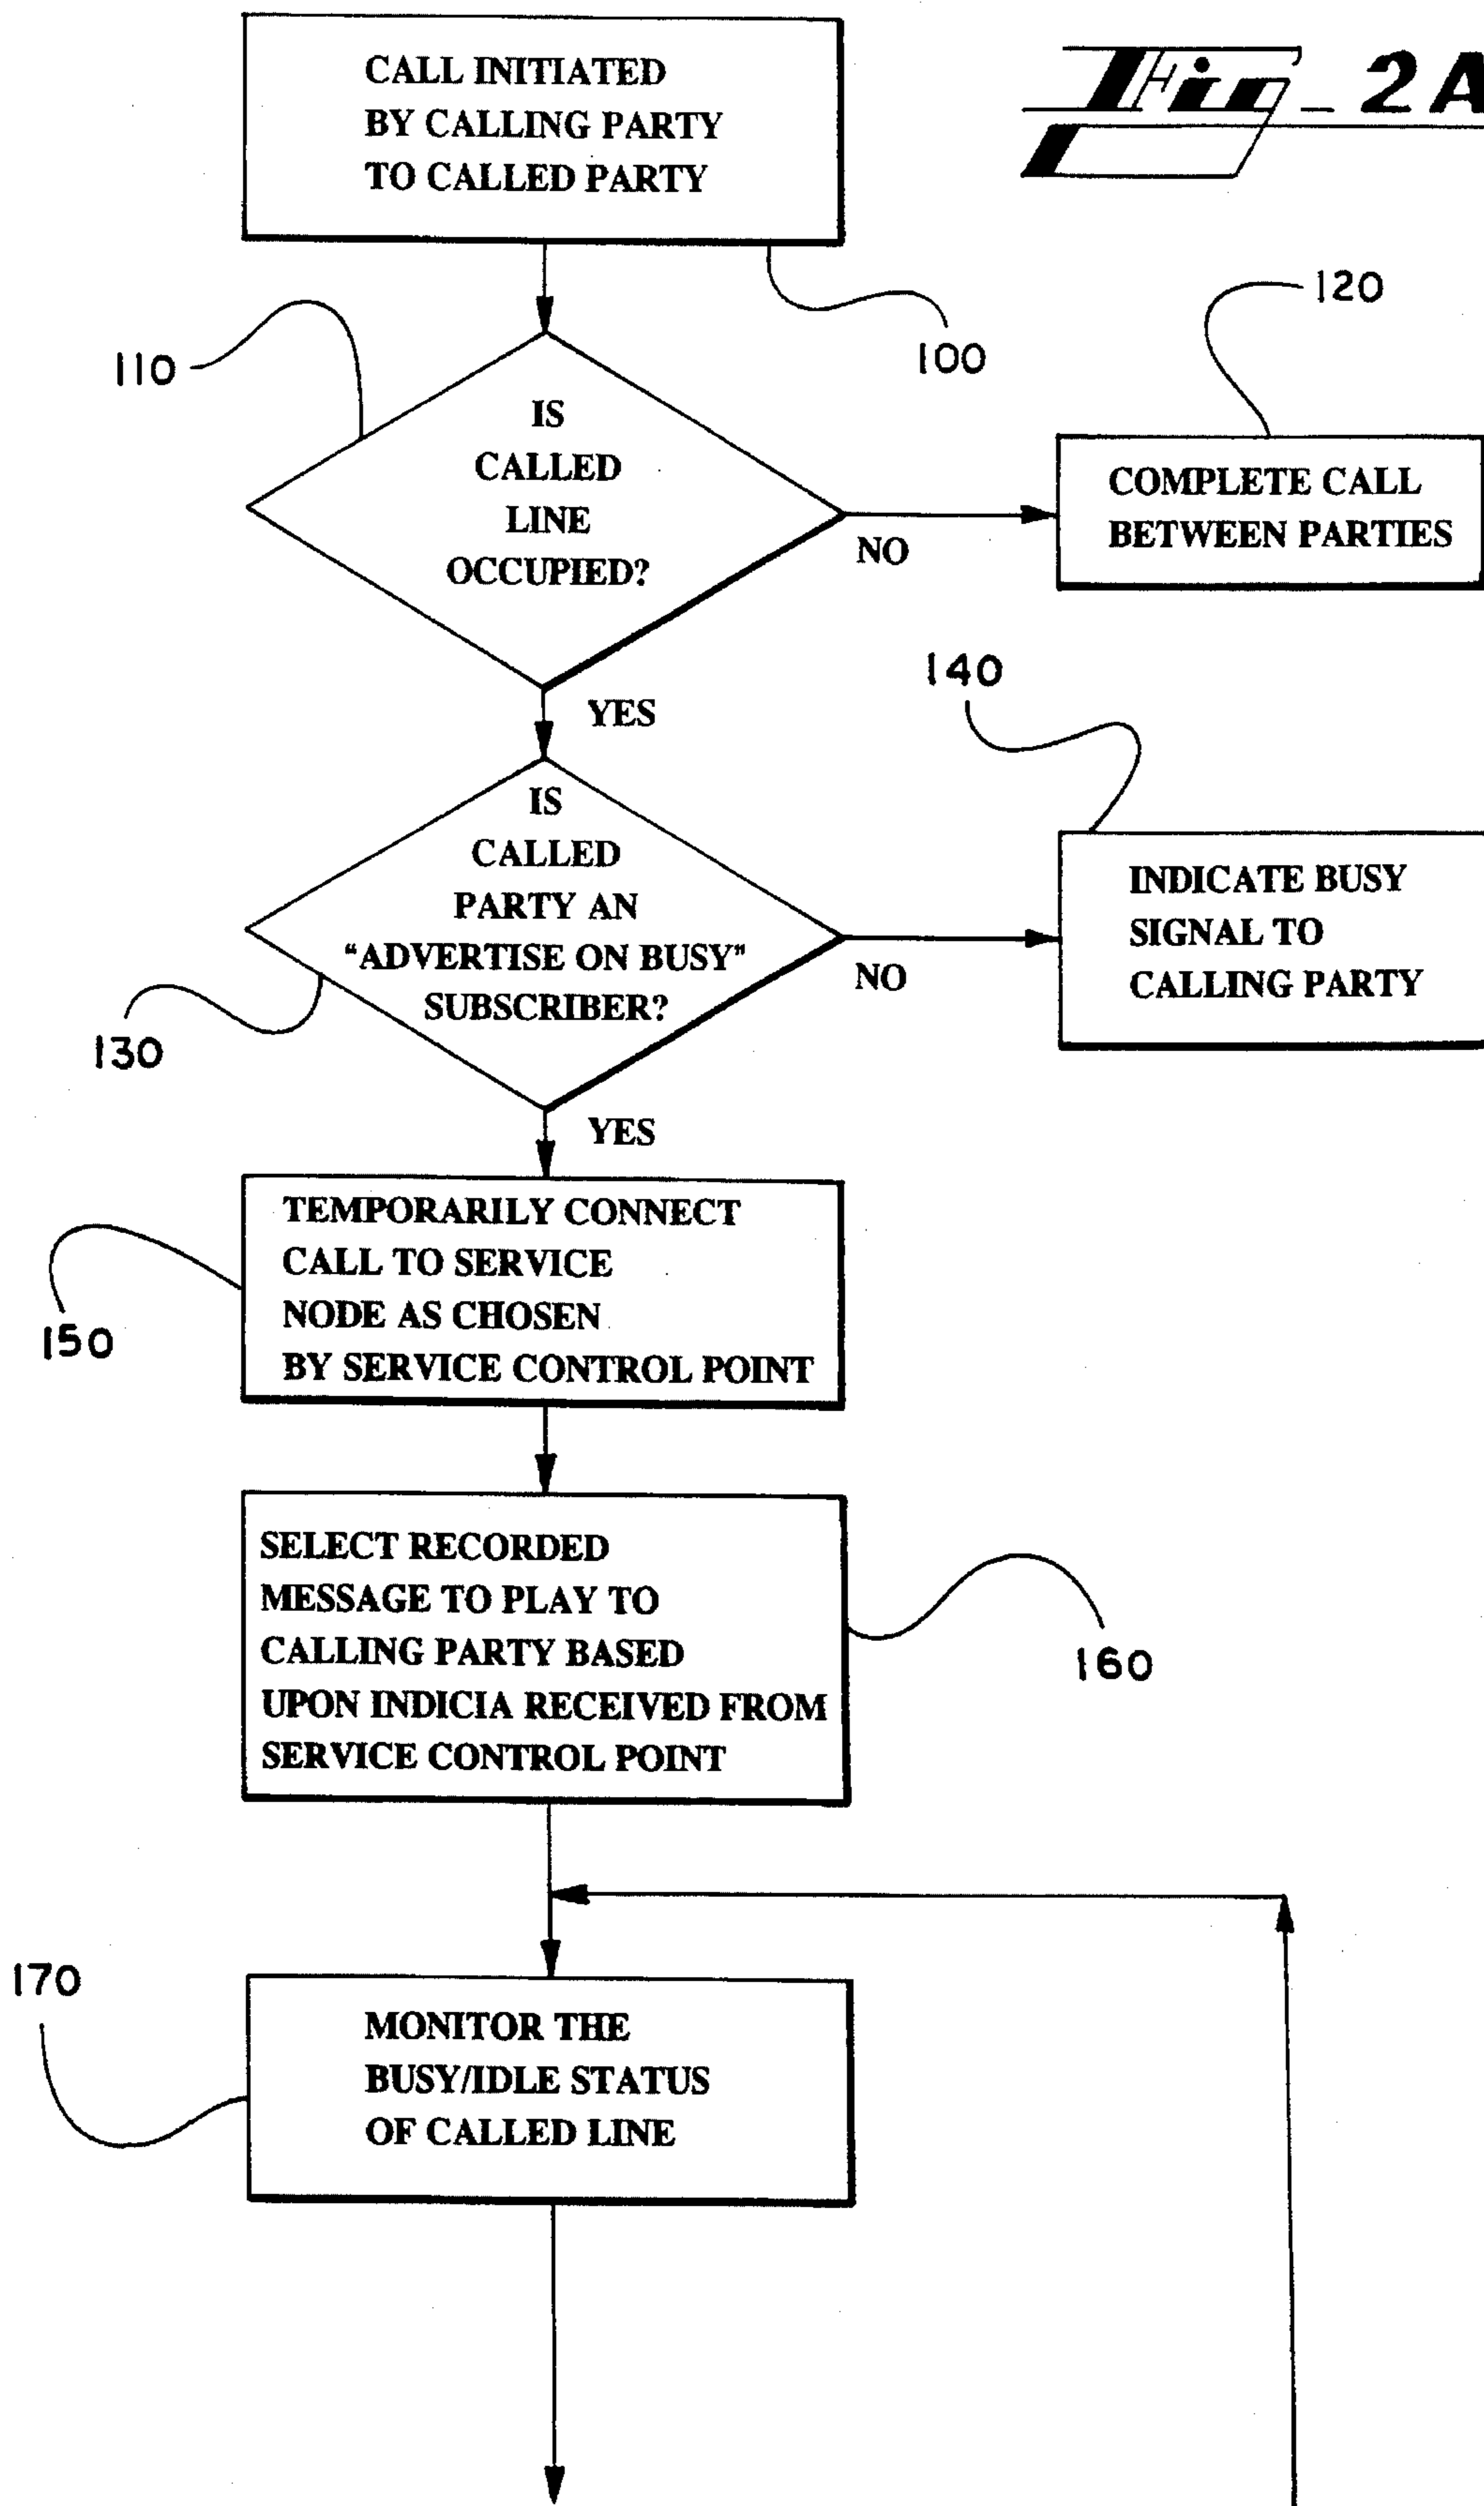 CALL INITIATED
BY CALLING PARTY
TO CALLED PARTY
Fig_ 2A
100
110
120
IS
CALLED
LINE
OCCUPIED?
NO
COMPLETE CALL
BETWEEN PARTIES
YES
140
IS
CALLED
PARTY AN
"ADVERTISE ON BUSY"
SUBSCRIBER?
NO
INDICATE BUSY
SIGNAL TO
CALLING PARTY
130
YES
TEMPORARILY CONNECT
CALL TO SERVICE
NODE AS CHOSEN
BY SERVICE CONTROL POINT
150
SELECT RECORDED
MESSAGE TO PLAY TO
CALLING PARTY BASED
UPON INDICIA RECEIVED FROM
SERVICE CONTROL POINT
160
170
MONITOR THE
BUSY/IDLE STATUS
OF CALLED LINE